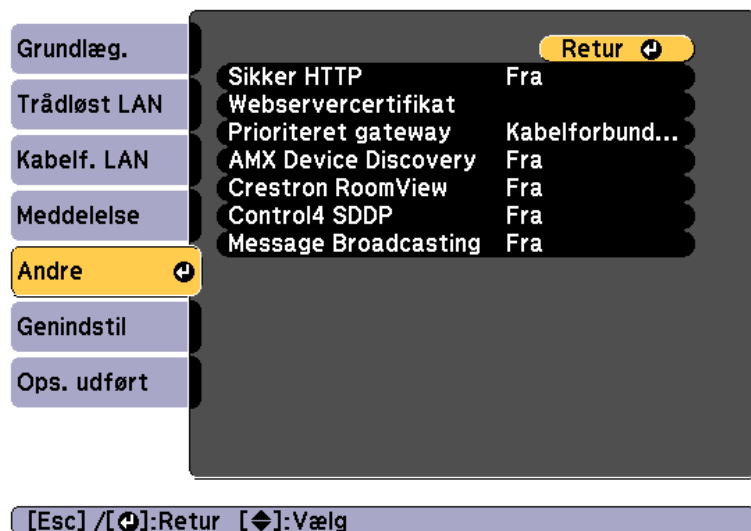 Grundlæg.
Trådløst LAN
Kabelf. LAN
Meddelelse
Andre
Genindstil
Ops. udført
Retur
Sikker HTTP Fra
Webservercertifikat
Prioriteret gateway Kabelforbund...
AMX Device Discovery Fra
Crestron RoomView Fra
Control4 SDDP Fra
Message Broadcasting Fra
[Esc] /[⏎]:Retur [◆]:Vælg